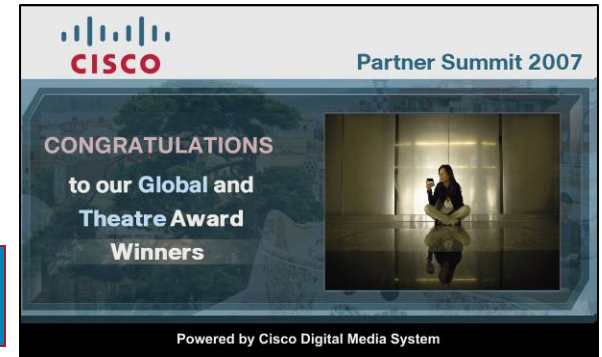 CISCO
Partner Summit 2007
CONGRATULATIONS
to our Global and
Theatre Award
Winners
Powered by Cisco Digital Media System